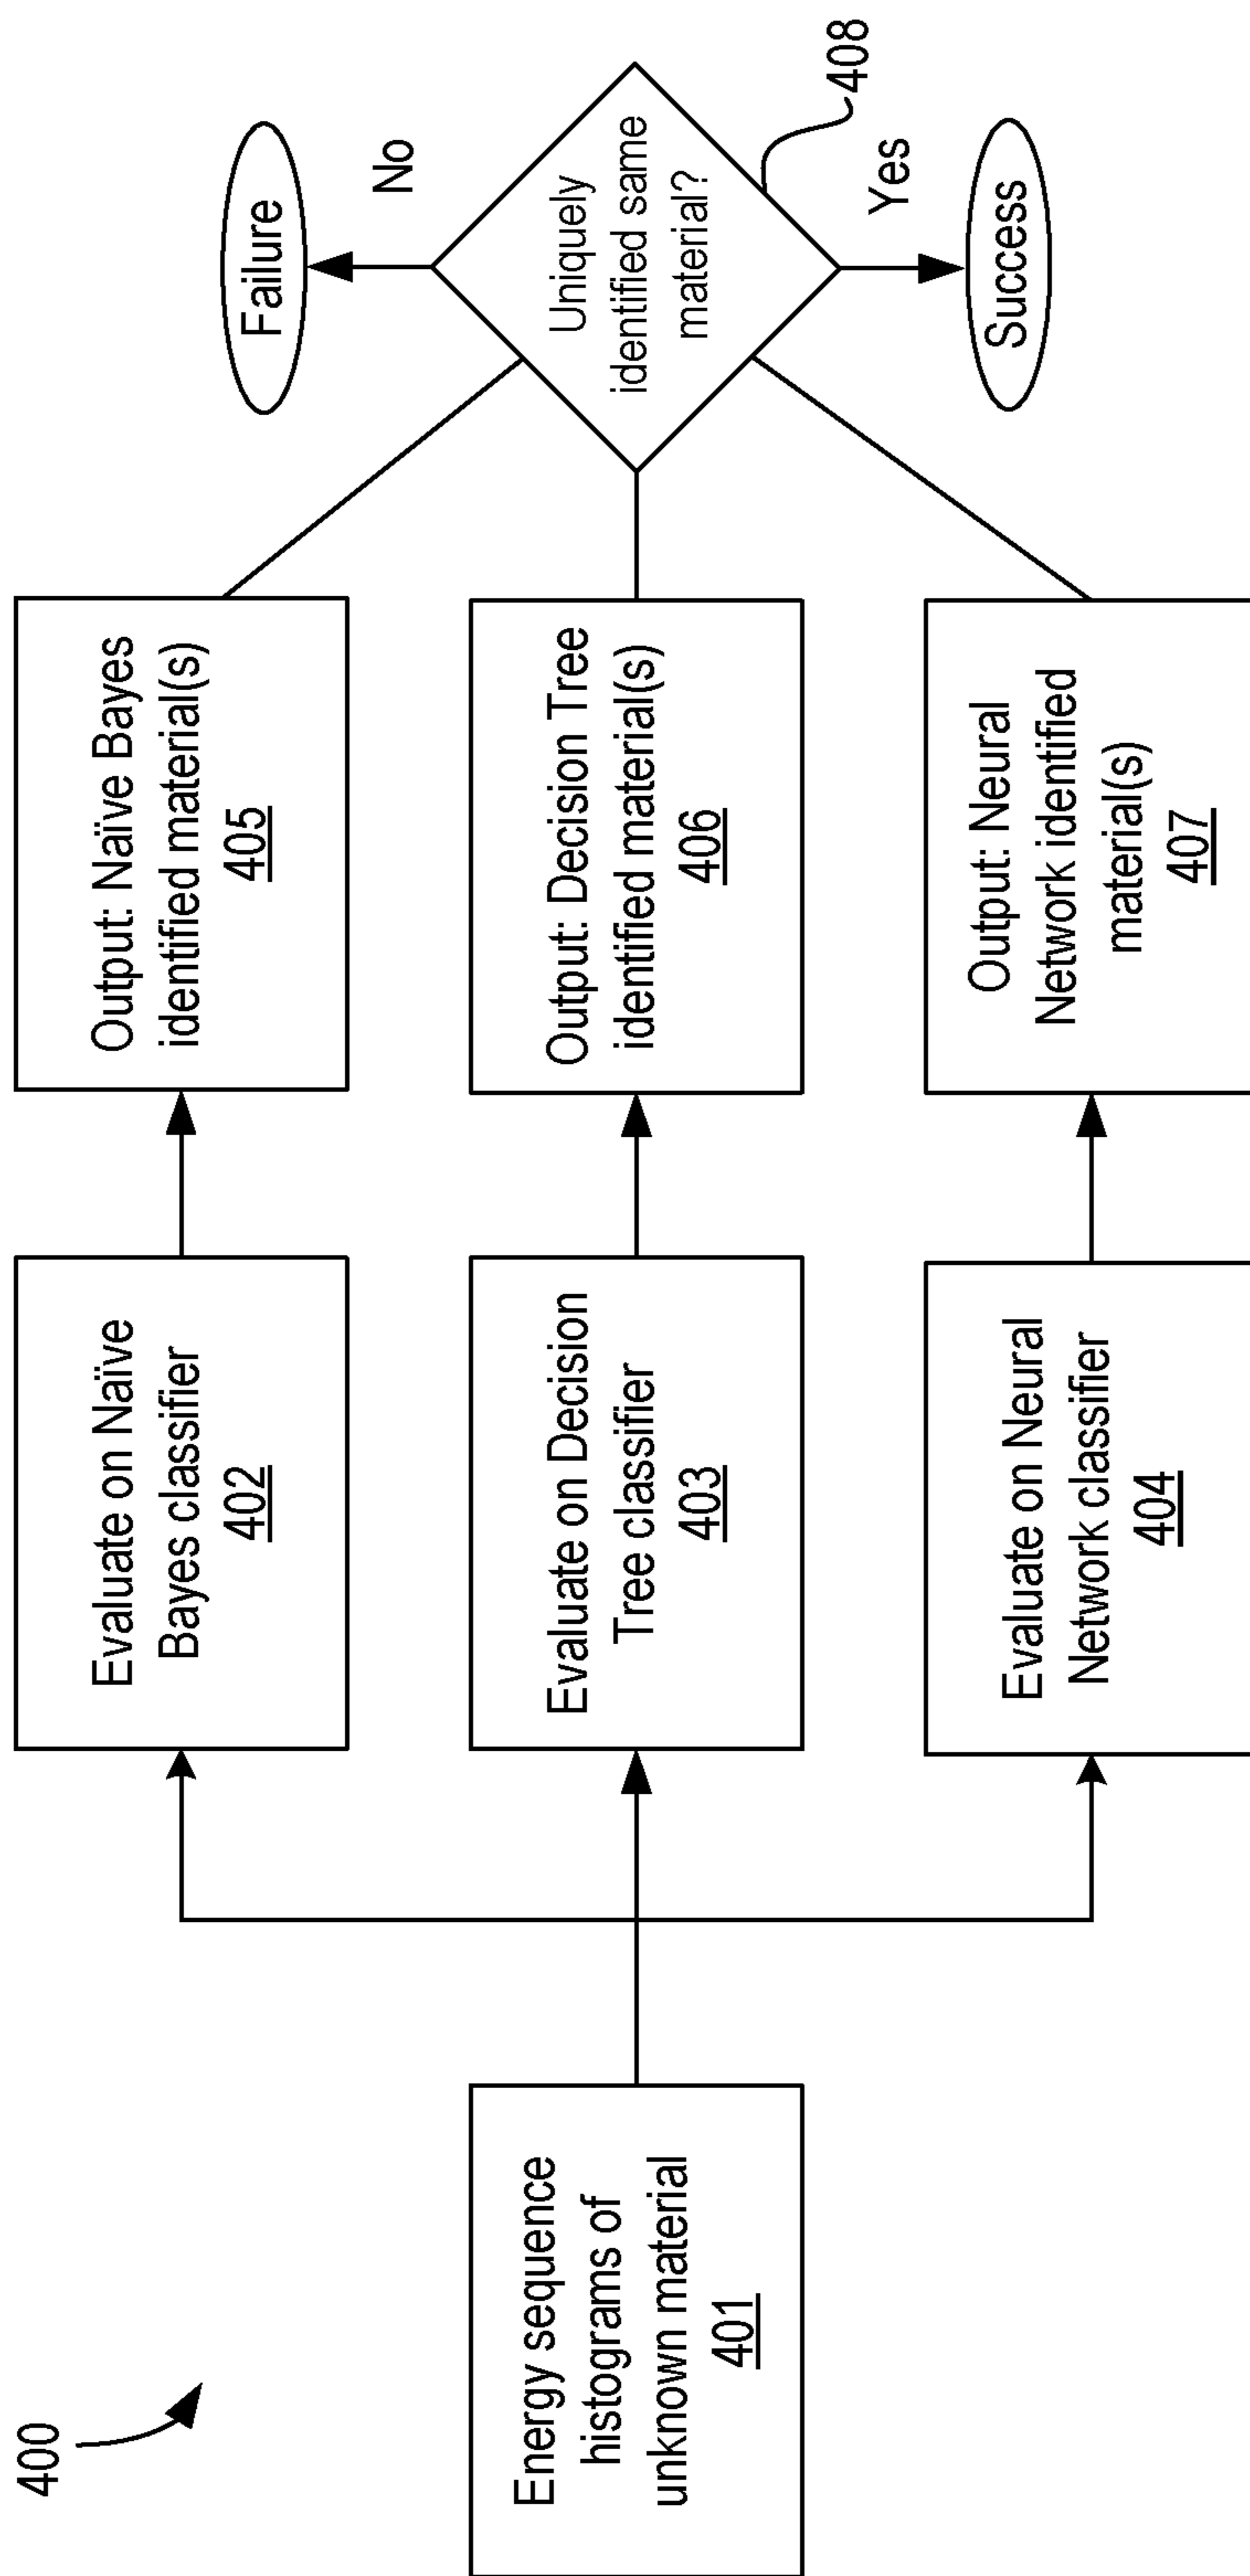 400
Energy sequence
histograms of
unknown material
401
Evaluate on Naïve
Bayes classifier
402
Evaluate on Decision
Tree classifier
403
Evaluate on Neural
Network classifier
404
Output: Naïve Bayes
identified material(s)
405
Output: Decision Tree
identified material(s)
406
Output: Neural
Network identified
material(s)
407
Uniquely
identified same
material?
408
No
Failure
Yes
Success